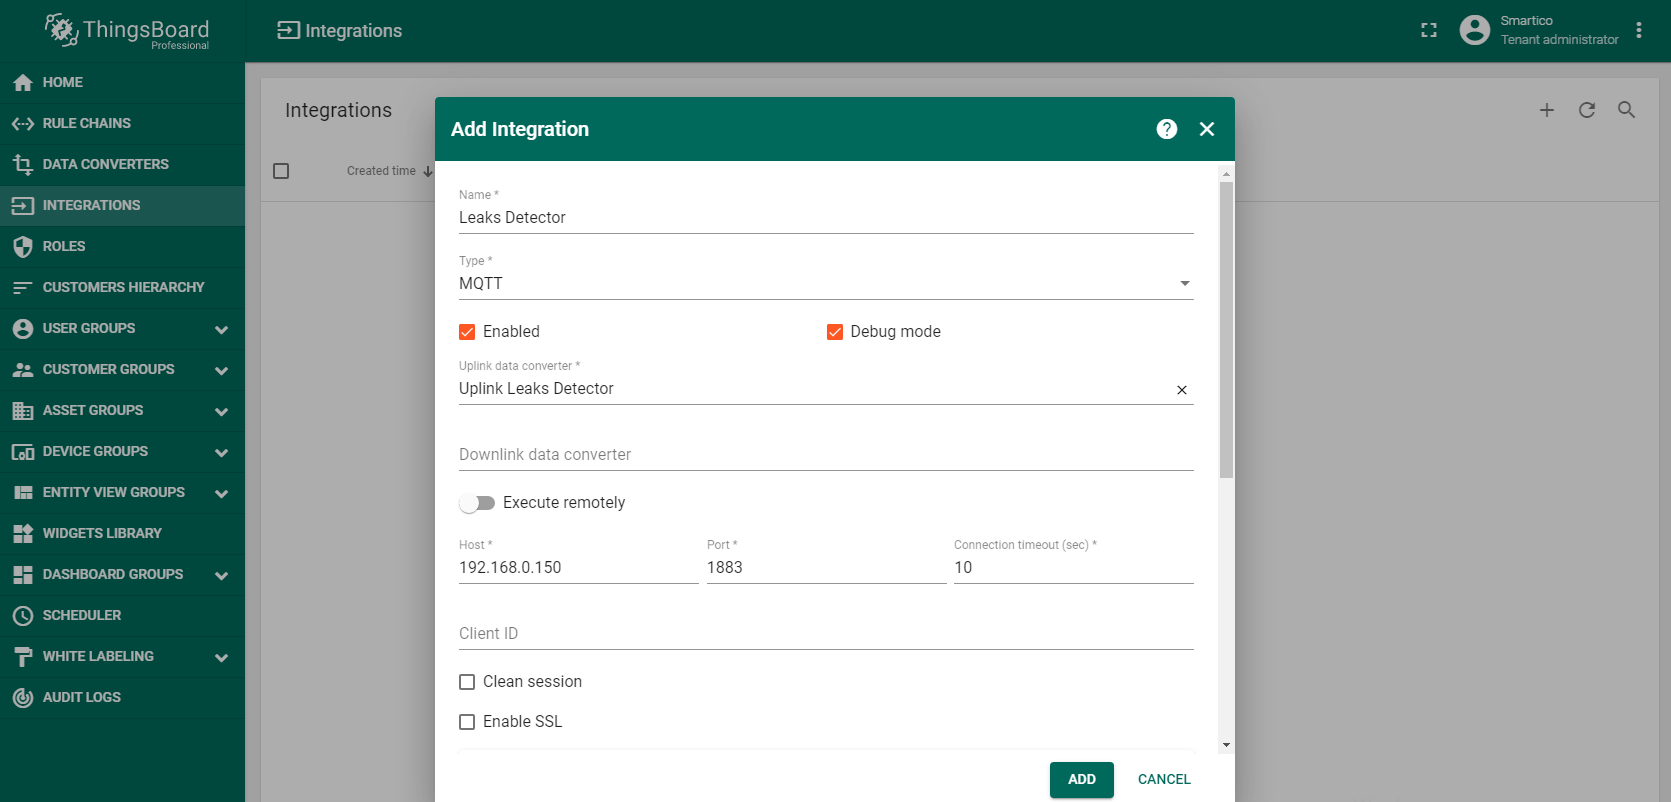 ThingsBoard
Professional
Integrations
Smartico
Tenant administrator
HOME
RULE CHAINS
DATA CONVERTERS
INTEGRATIONS
ROLES
CUSTOMERS HIERARCHY
USER GROUPS
CUSTOMER GROUPS
ASSET GROUPS
DEVICE GROUPS
ENTITY VIEW GROUPS
WIDGETS LIBRARY
DASHBOARD GROUPS
SCHEDULER
WHITE LABELING
AUDIT LOGS
Integrations
Created time
Add Integration
Name *
Leaks Detector
Type *
MQTT
Enabled Debug mode
Uplink data converter *
Uplink Leaks Detector
Downlink data converter
Execute remotely
Host * Port * Connection timeout (sec) *
192.168.0.150 1883 10
Client ID
Clean session
Enable SSL
ADD CANCEL